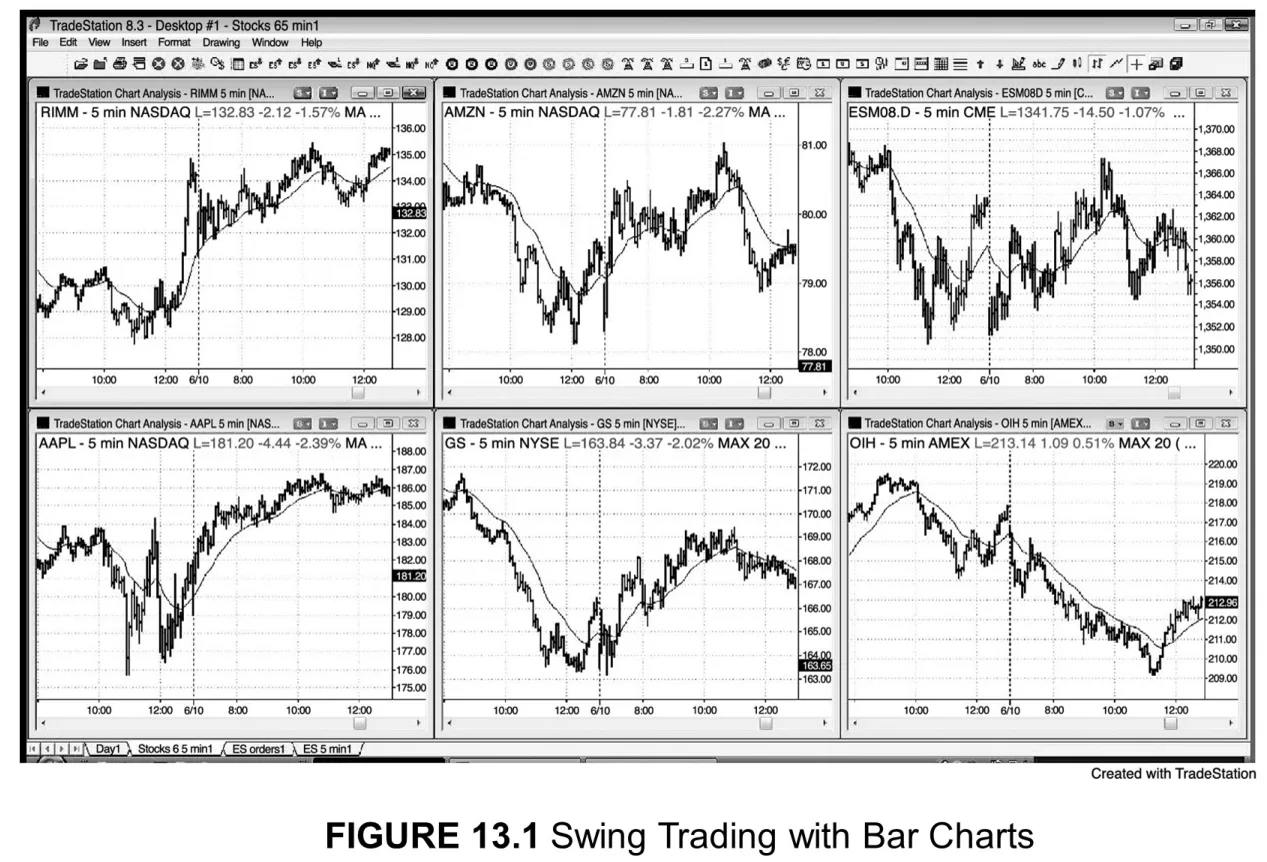 TradeStation 8.3 - Desktop #1 - Stocks 65 min1
File Edit View Insert Format Drawing Window Help
TradeStation Chart Analysis - RIMM 5 min [NA...
RIMM - 5 min NASDAQ L=132.83 -2.12 -1.57% MA ...
136.00
135.00
134.00
132.83
132.00
131.00
130.00
129.00
128.00
10:00 12:00 6/10 8:00 10:00 12:00
TradeStation Chart Analysis - AMZN 5 min [NA...
AMZN - 5 min NASDAQ L=77.81 -1.81 -2.27% MA ...
81.00
80.00
79.00
78.00
77.81
10:00 12:00 6/10 8:00 10:00 12:00
TradeStation Chart Analysis - ESM08D 5 min [C...
ESM08.D - 5 min CME L=1341.75 -14.50 -1.07% ...
1,370.00
1,368.00
1,366.00
1,364.00
1,362.00
1,360.00
1,358.00
1,356.00
1,354.00
1,352.00
1,350.00
10:00 12:00 6/10 8:00 10:00 12:00
TradeStation Chart Analysis - AAPL 5 min [NAS...
AAPL - 5 min NASDAQ L=181.20 -4.44 -2.39% MA ...
188.00
187.00
186.00
185.00
184.00
183.00
182.00
181.20
180.00
179.00
178.00
177.00
176.00
175.00
10:00 12:00 6/10 8:00 10:00 12:00
TradeStation Chart Analysis - GS 5 min [NYSE]...
GS - 5 min NYSE L=163.84 -3.37 -2.02% MAX 20 ...
172.00
171.00
170.00
169.00
168.00
167.00
166.00
165.00
164.00
163.65
163.00
10:00 12:00 6/10 8:00 10:00 12:00
TradeStation Chart Analysis - OIH 5 min [AMEX...
OIH - 5 min AMEX L=213.14 1.09 0.51% MAX 20 ( ...
220.00
219.00
218.00
217.00
216.00
215.00
214.00
212.96
212.00
211.00
210.00
209.00
10:00 12:00 6/10 8:00 10:00 12:00
Day1 Stocks 6 5 min1 ES orders1 ES 5 min1
Created with TradeStation
FIGURE 13.1 Swing Trading with Bar Charts